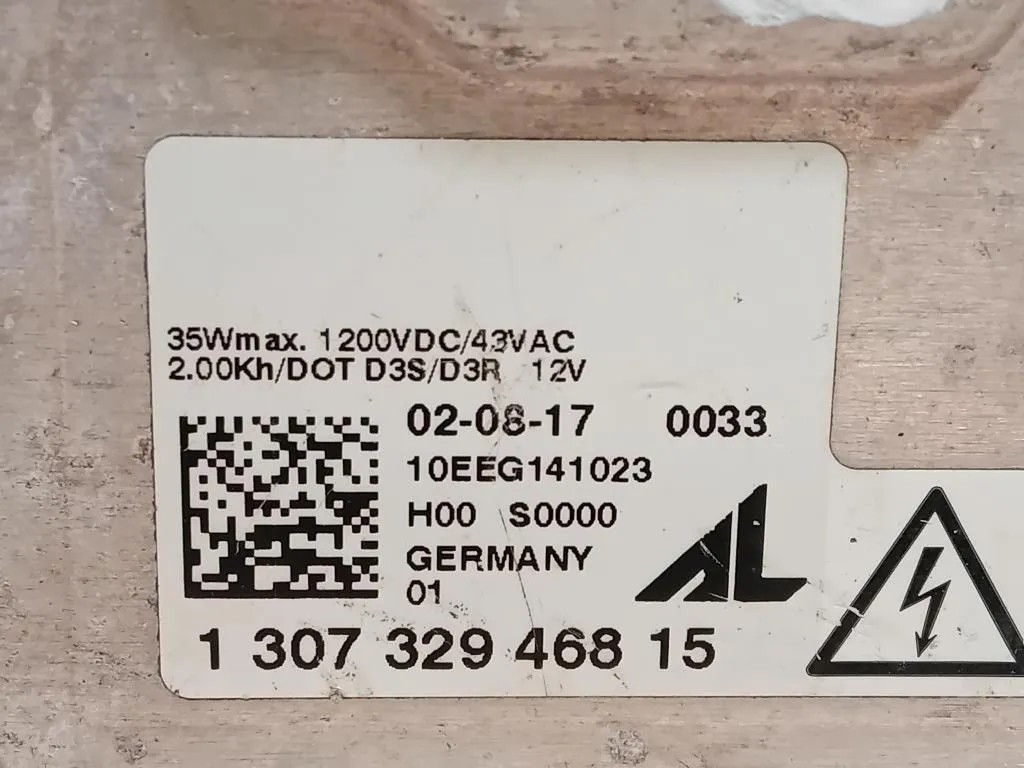 35Wmax. 1200VDC/43VAC
2.00Kh/DOT D3S/D3R 12V
02-08-17 0033
10EEG141023
H00 S0000
GERMANY
01
AL
1 307 329 468 15